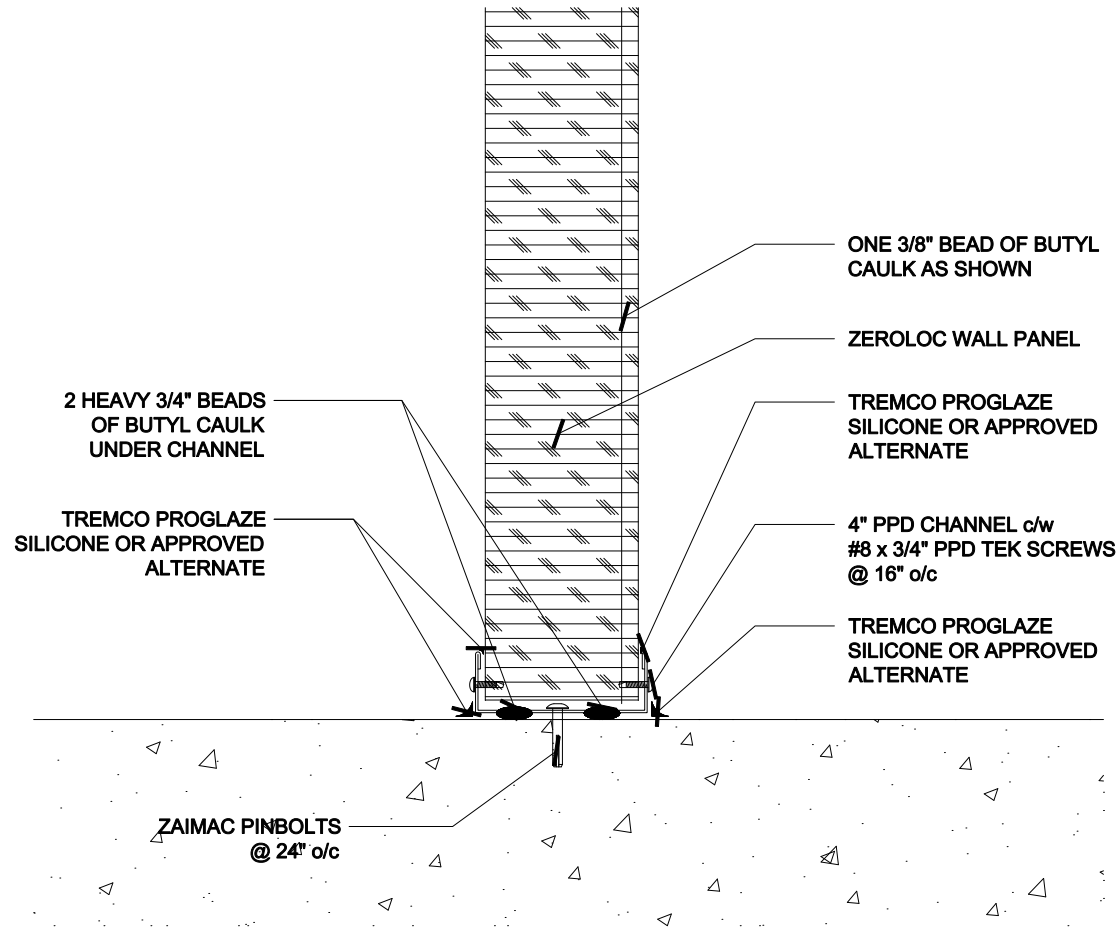 ONE 3/8" BEAD OF BUTYL
CAULK AS SHOWN
ZEROLOC WALL PANEL
2 HEAVY 3/4" BEADS
OF BUTYL CAULK
UNDER CHANNEL
TREMCO PROGLAZE
SILICONE OR APPROVED
ALTERNATE
TREMCO PROGLAZE
SILICONE OR APPROVED
ALTERNATE
4" PPD CHANNEL c/w
#8 x 3/4" PPD TEK SCREWS
@ 16" o/c
TREMCO PROGLAZE
SILICONE OR APPROVED
ALTERNATE
ZAIMAC PINBOLTS
@ 24" o/c